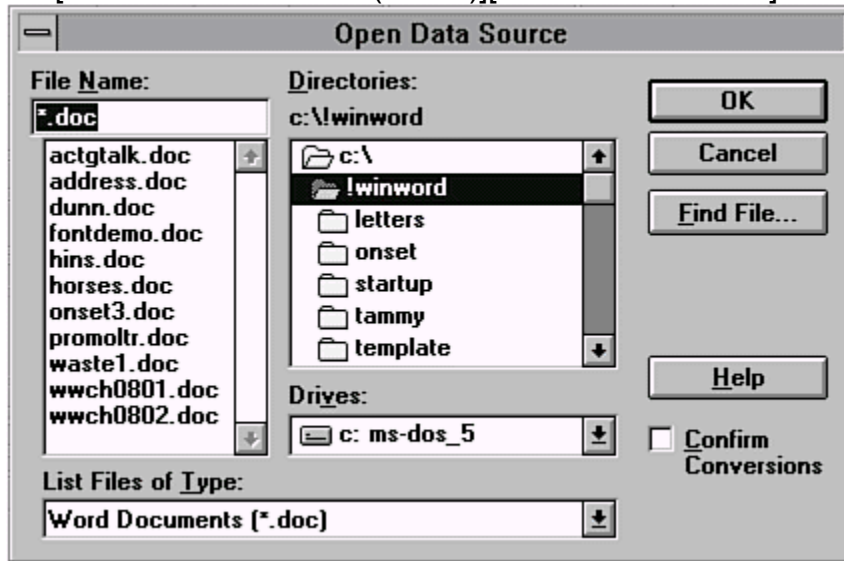 Open Data Source
File Name:
*.doc
actgtalk.doc
address.doc
dunn.doc
fontdemo.doc
hins.doc
horses.doc
onset3.doc
promoltr.doc
waste1.doc
wwch0801.doc
wwch0802.doc
List Files of Type:
Word Documents (*.doc)
Directories:
c:\!winword
c:\
!winword
letters
onset
startup
tammy
template
Drives:
c: ms-dos_5
OK
Cancel
Find File...
Help
Confirm
Conversions